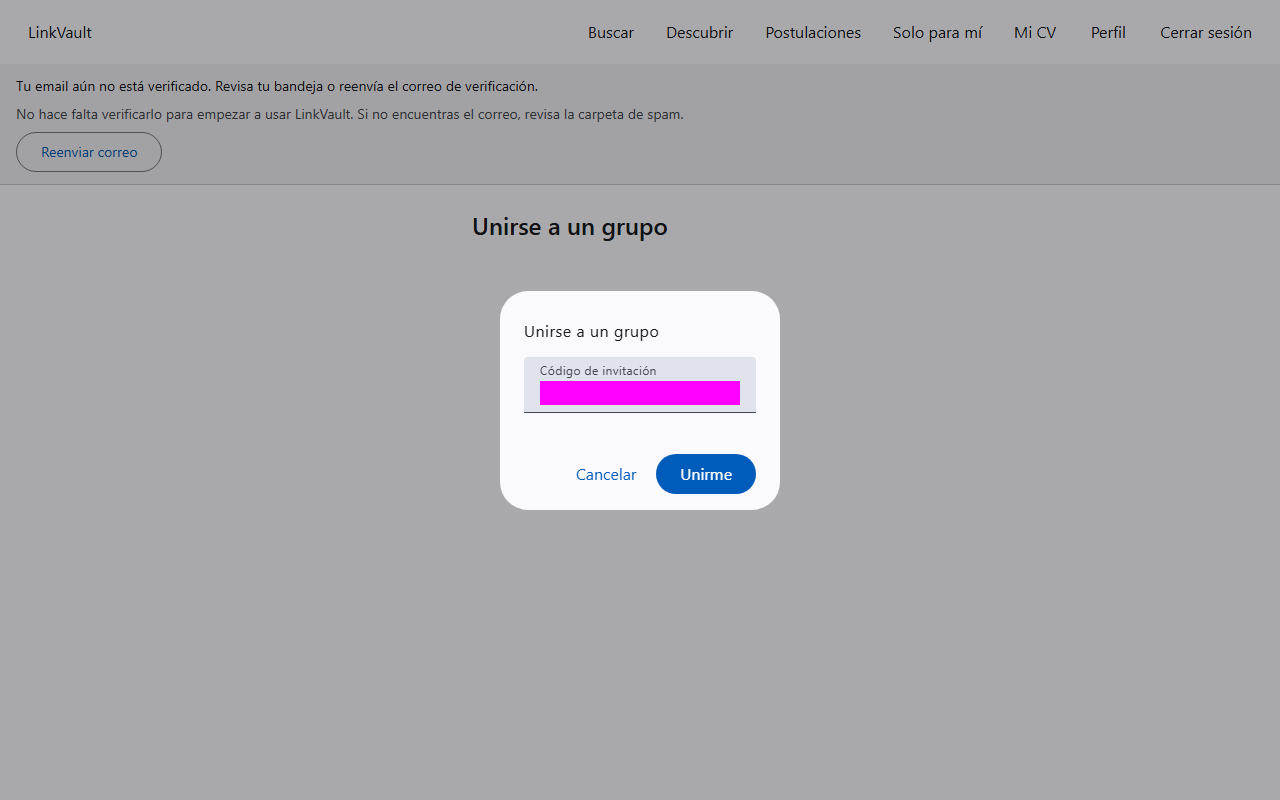 LinkVault
Buscar
Descubrir
Postulaciones
Solo para mí
Mi CV
Perfil
Cerrar sesión
Tu email aún no está verificado. Revisa tu bandeja o reenvía el correo de verificación.
No hace falta verificarlo para empezar a usar LinkVault. Si no encuentras el correo, revisa la carpeta de spam.
Reenviar correo
Unirse a un grupo
Unirse a un grupo
Código de invitación
Cancelar
Unirme